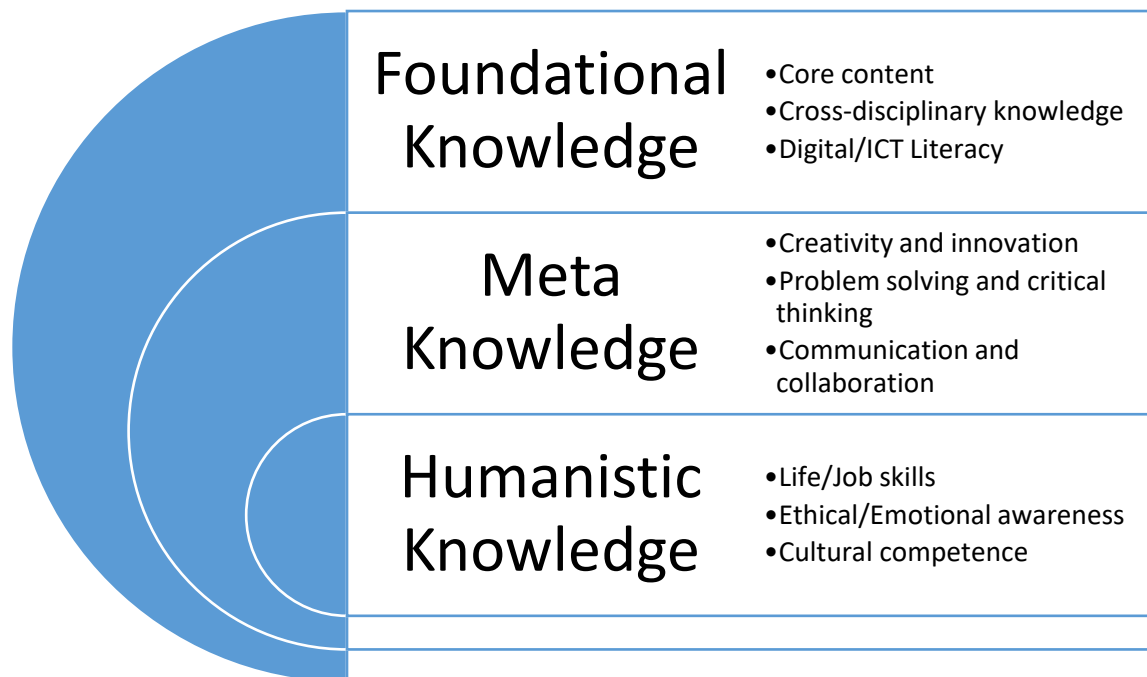 Foundational
Knowledge
•Core content
•Cross-disciplinary knowledge
•Digital/ICT Literacy
Meta
Knowledge
•Creativity and innovation
•Problem solving and critical
thinking
•Communication and
collaboration
Humanistic
Knowledge
•Life/Job skills
•Ethical/Emotional awareness
•Cultural competence